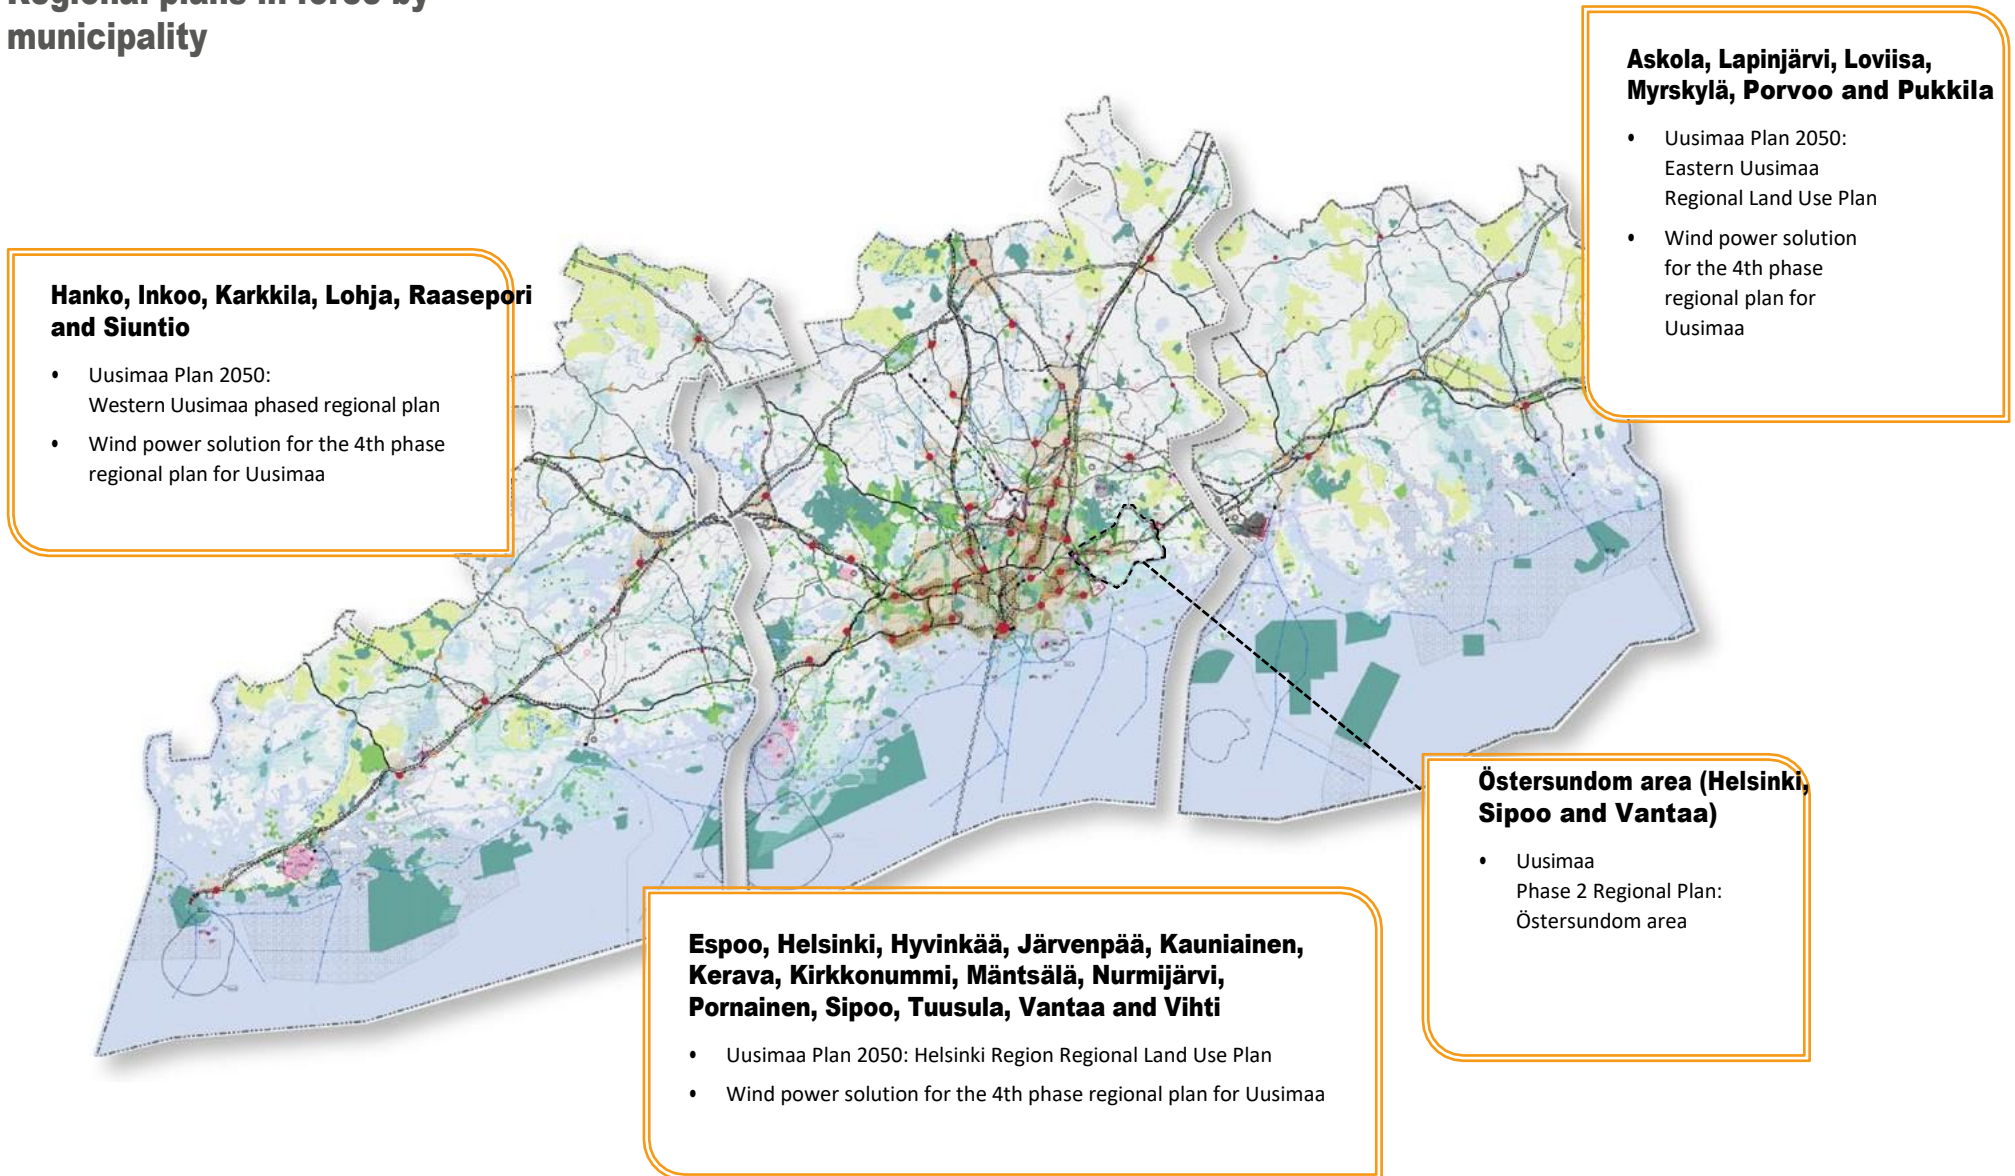 Regional plans in force by
municipality
Askola, Lapinjärvi, Loviisa,
Myrskylä, Porvoo and Pukkila
• Uusimaa Plan 2050:
Eastern Uusimaa
Regional Land Use Plan
• Wind power solution
for the 4th phase
regional plan for
Uusimaa
Hanko, Inkoo, Karkkila, Lohja, Raasepori
and Siuntio
• Uusimaa Plan 2050:
Western Uusimaa phased regional plan
• Wind power solution for the 4th phase
regional plan for Uusimaa
Östersundom area (Helsinki,
Sipoo and Vantaa)
• Uusimaa
Phase 2 Regional Plan:
Östersundom area
Espoo, Helsinki, Hyvinkää, Järvenpää, Kauniainen,
Kerava, Kirkkonummi, Mäntsälä, Nurmijärvi,
Pornainen, Sipoo, Tuusula, Vantaa and Vihti
• Uusimaa Plan 2050: Helsinki Region Regional Land Use Plan
• Wind power solution for the 4th phase regional plan for Uusimaa